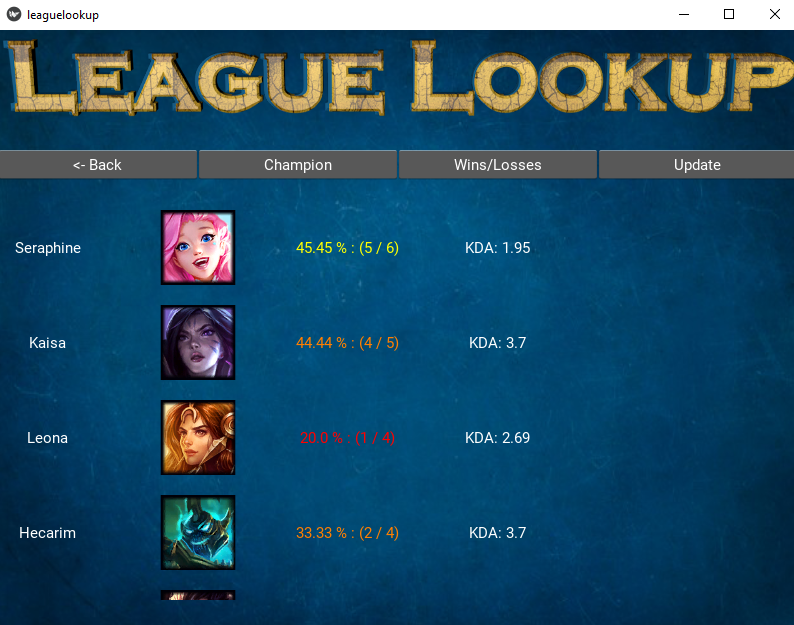 leaguelookup
League Lookup
<- Back
Champion
Wins/Losses
Update
Seraphine
45.45 % : (5 / 6)
KDA: 1.95
Kaisa
44.44 % : (4 / 5)
KDA: 3.7
Leona
20.0 % : (1 / 4)
KDA: 2.69
Hecarim
33.33 % : (2 / 4)
KDA: 3.7